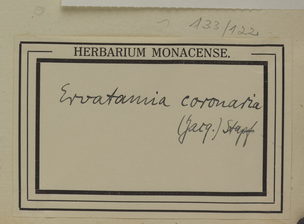 133/122
HERBARIUM MONACENSE.
Ervatamia coronaria
(Jacq.) Stapf